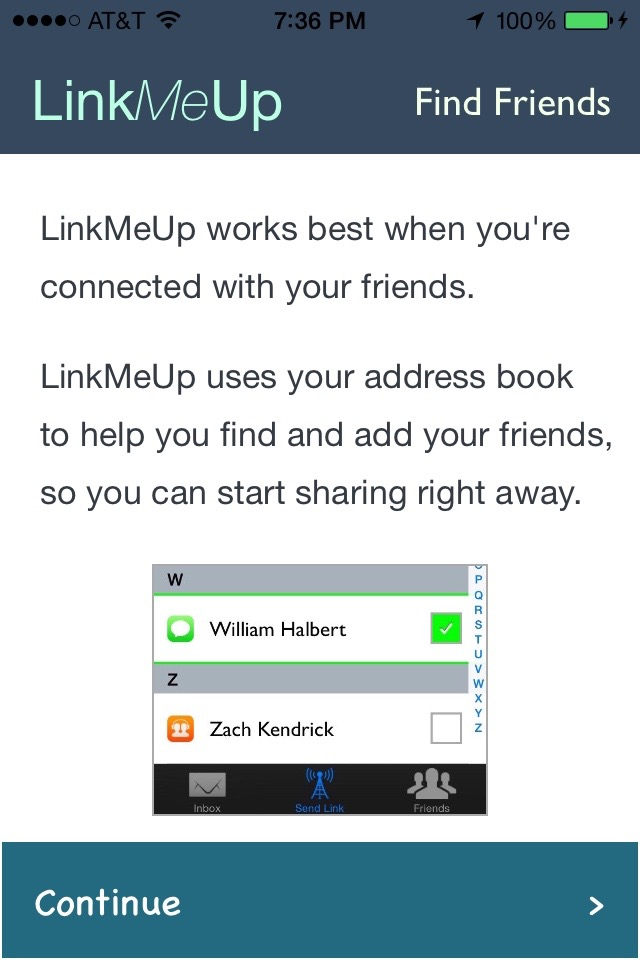 AT&T 7:36 PM 100%
LinkMeUp Find Friends
LinkMeUp works best when you're
connected with your friends.
LinkMeUp uses your address book
to help you find and add your friends,
so you can start sharing right away.
W
William Halbert
Z
Zach Kendrick
P
Q
R
S
T
U
V
W
X
Y
Z
Inbox Send Link Friends
Continue >